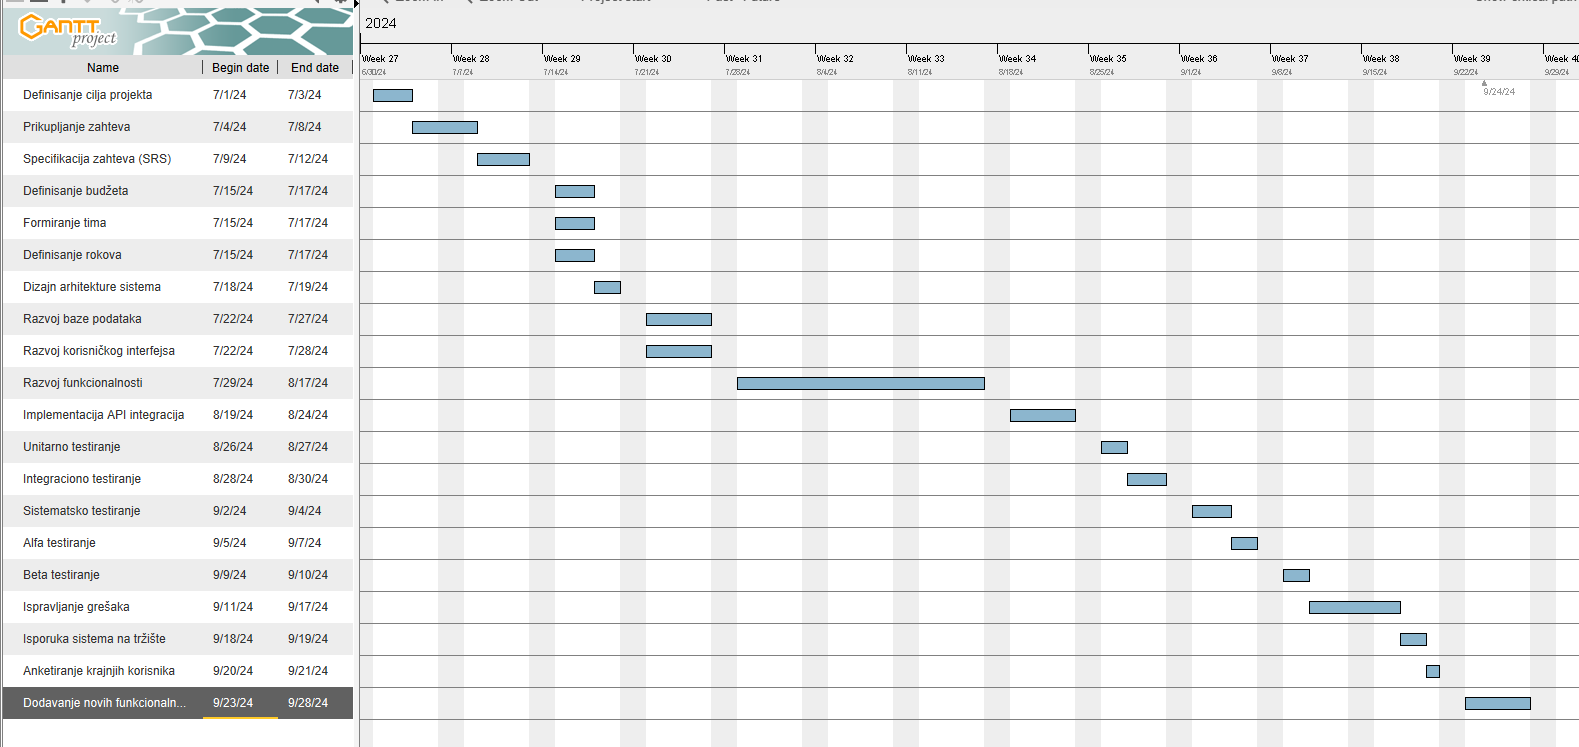 2024
GANTT
project
Name Begin date End date
Week 27 Week 28 Week 29 Week 30 Week 31 Week 32 Week 33 Week 34 Week 35 Week 36 Week 37 Week 38 Week 39
6/30/24 7/7/24 7/14/24 7/21/24 7/28/24 8/4/24 8/11/24 8/18/24 8/25/24 9/1/24 9/8/24 9/15/24 9/22/24 9/29/24
9/24/24
Definisanje cilja projekta 7/1/24 7/3/24
Prikupljanje zahteva 7/4/24 7/8/24
Specifikacija zahteva (SRS) 7/9/24 7/12/24
Definisanje budžeta 7/15/24 7/17/24
Formiranje tima 7/15/24 7/17/24
Definisanje rokova 7/15/24 7/17/24
Dizajn arhitekture sistema 7/18/24 7/19/24
Razvoj baze podataka 7/22/24 7/27/24
Razvoj korisničkog interfejsa 7/22/24 7/28/24
Razvoj funkcionalnosti 7/29/24 8/17/24
Implementacija API integracija 8/19/24 8/24/24
Unitarno testiranje 8/26/24 8/27/24
Integraciono testiranje 8/28/24 8/30/24
Sistematsko testiranje 9/2/24 9/4/24
Alfa testiranje 9/5/24 9/7/24
Beta testiranje 9/9/24 9/10/24
Ispravljanje grešaka 9/11/24 9/17/24
Isporuka sistema na tržište 9/18/24 9/19/24
Anketiranje krajnjih korisnika 9/20/24 9/21/24
Dodavanje novih funkcionaln... 9/23/24 9/28/24